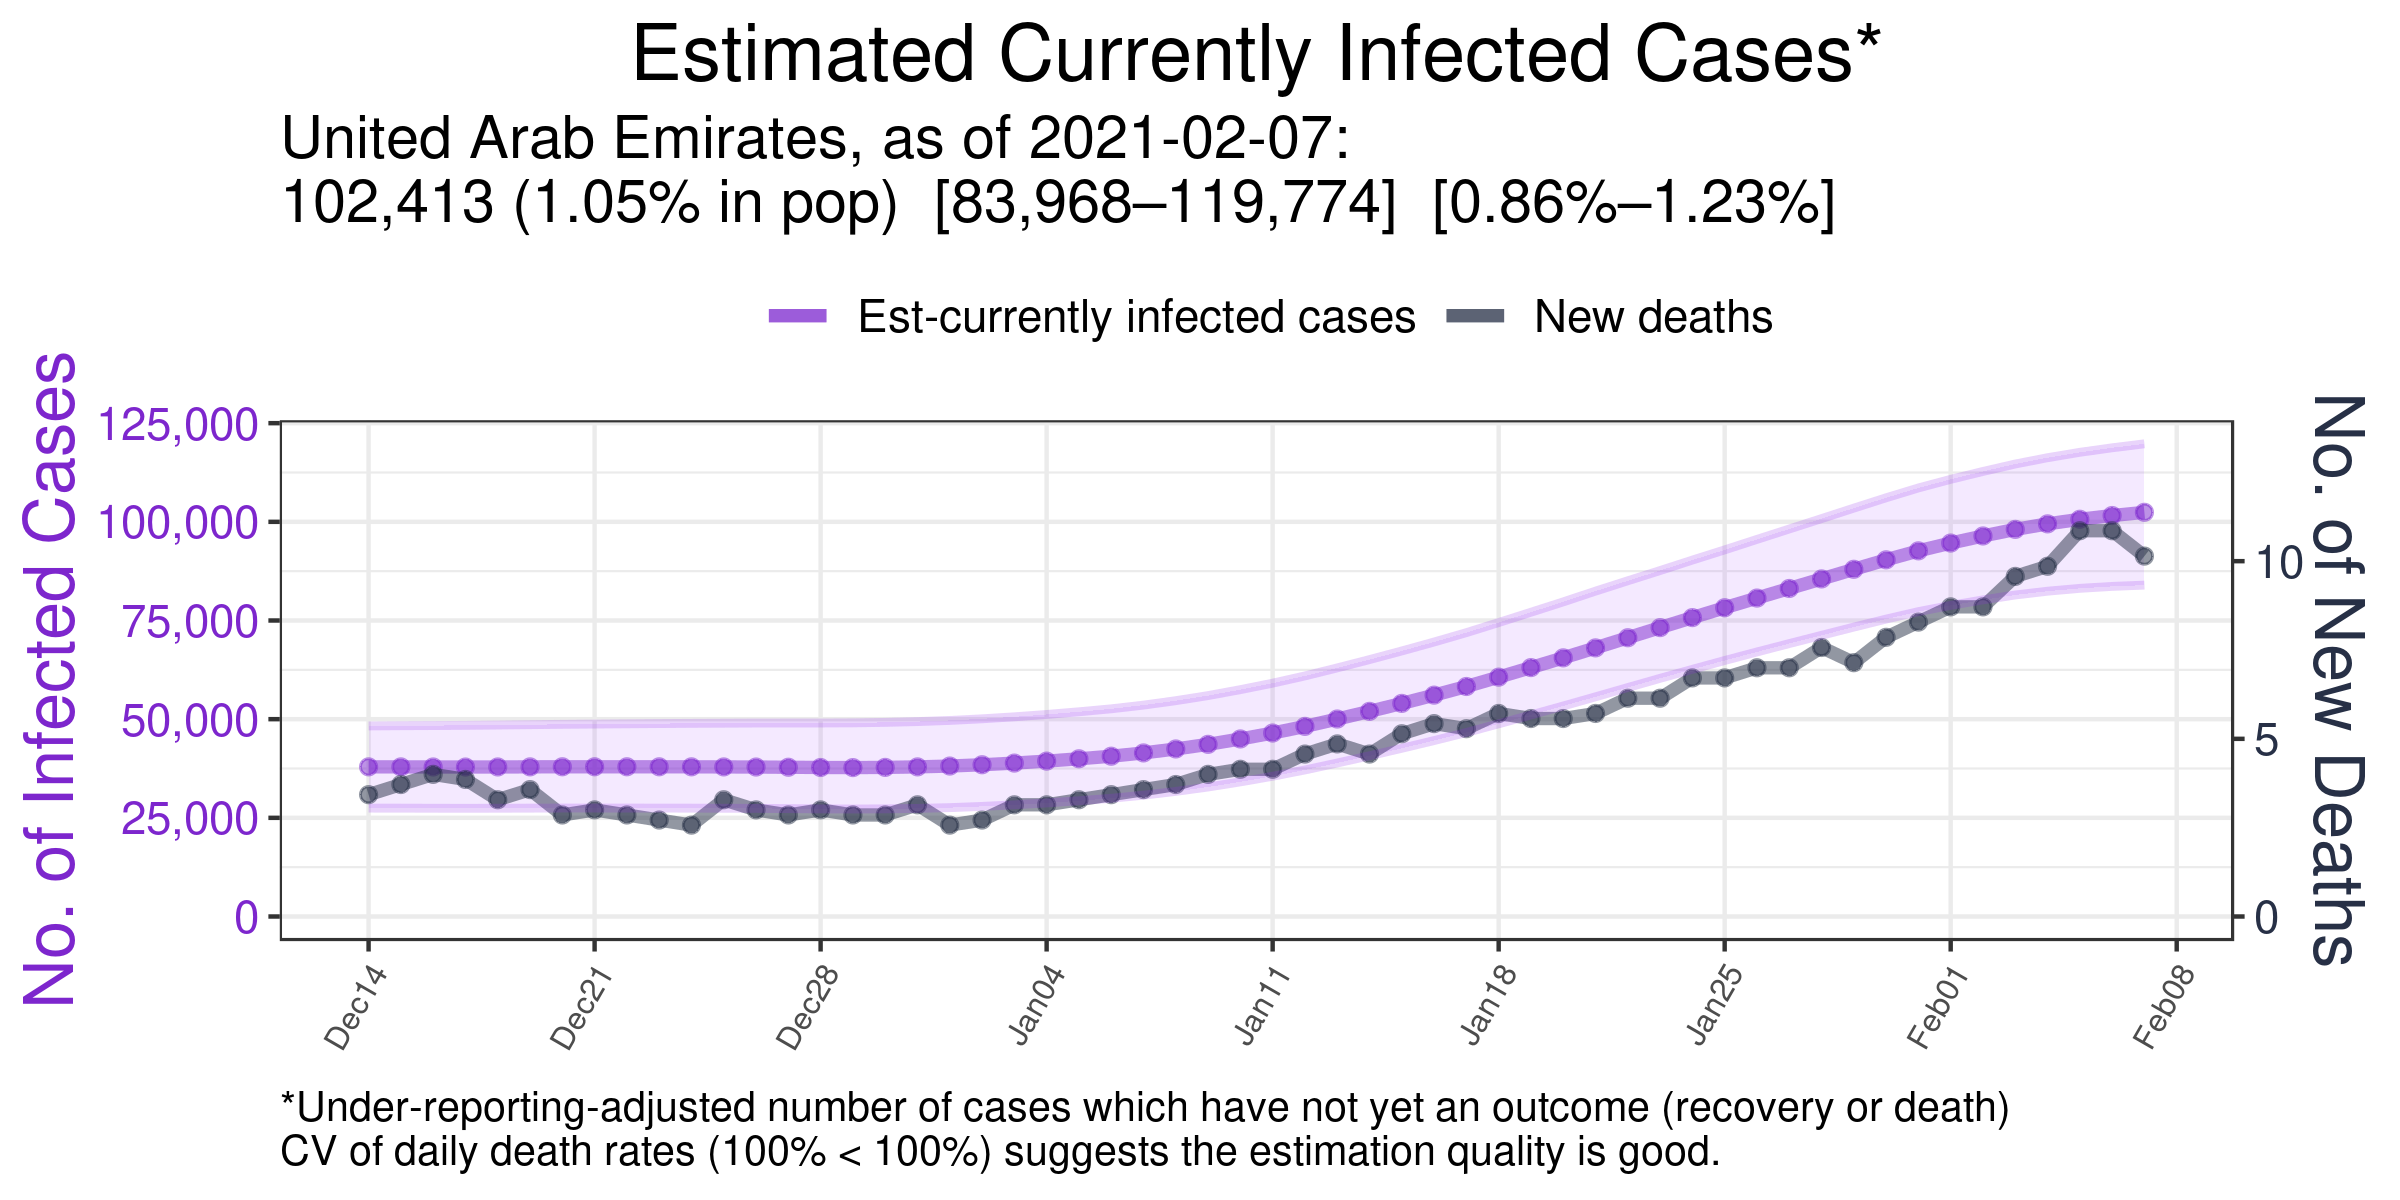 Estimated Currently Infected Cases*
United Arab Emirates, as of 2021-02-07:
102,413 (1.05% in pop)  [83,968–119,774]  [0.86%–1.23%]
Est-currently infected cases
New deaths
No. of Infected Cases
125,000
100,000
75,000
50,000
25,000
0
No. of New Deaths
10
5
0
Dec14
Dec21
Dec28
Jan04
Jan11
Jan18
Jan25
Feb01
Feb08
*Under-reporting-adjusted number of cases which have not yet an outcome (recovery or death)
CV of daily death rates (100% < 100%) suggests the estimation quality is good.